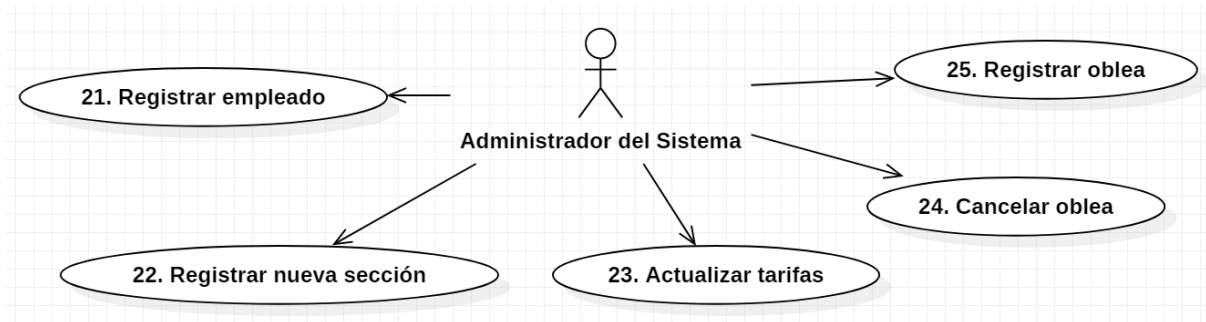 25. Registrar oblea
21. Registrar empleado
Administrador del Sistema
24. Cancelar oblea
22. Registrar nueva sección
23. Actualizar tarifas